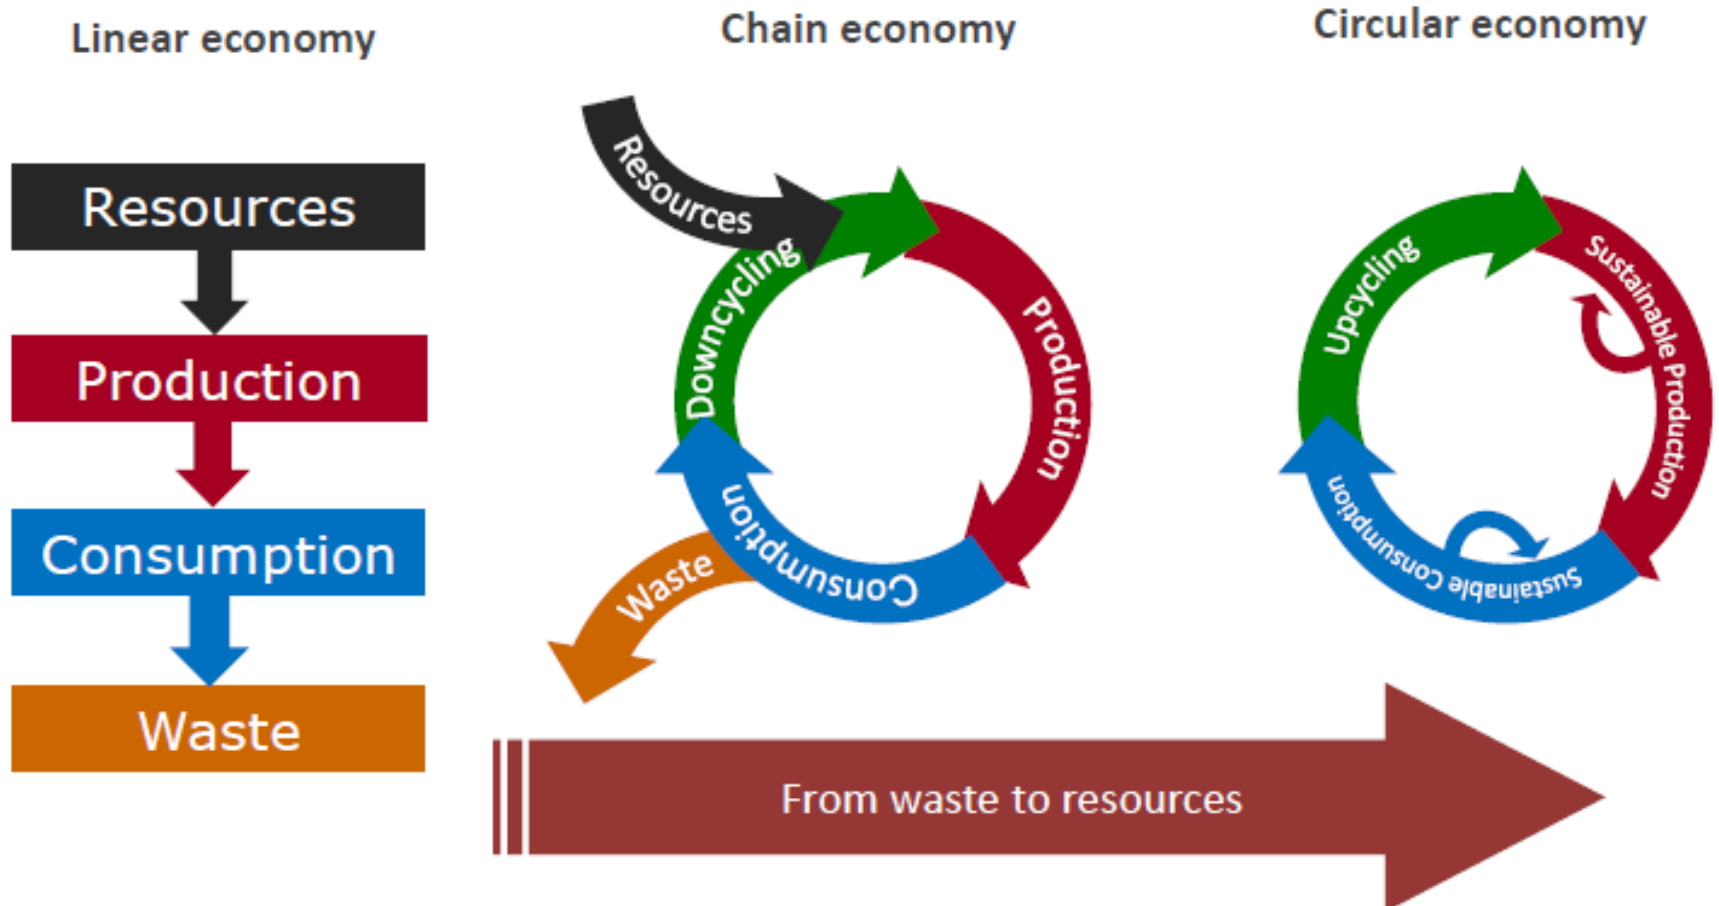 Linear economy
Resources
Production
Consumption
Waste
Chain economy
Resources
Downcycling
Production
Consumption
Waste
Circular economy
Upcycling
Sustainable Production
Sustainable Consumption
From waste to resources